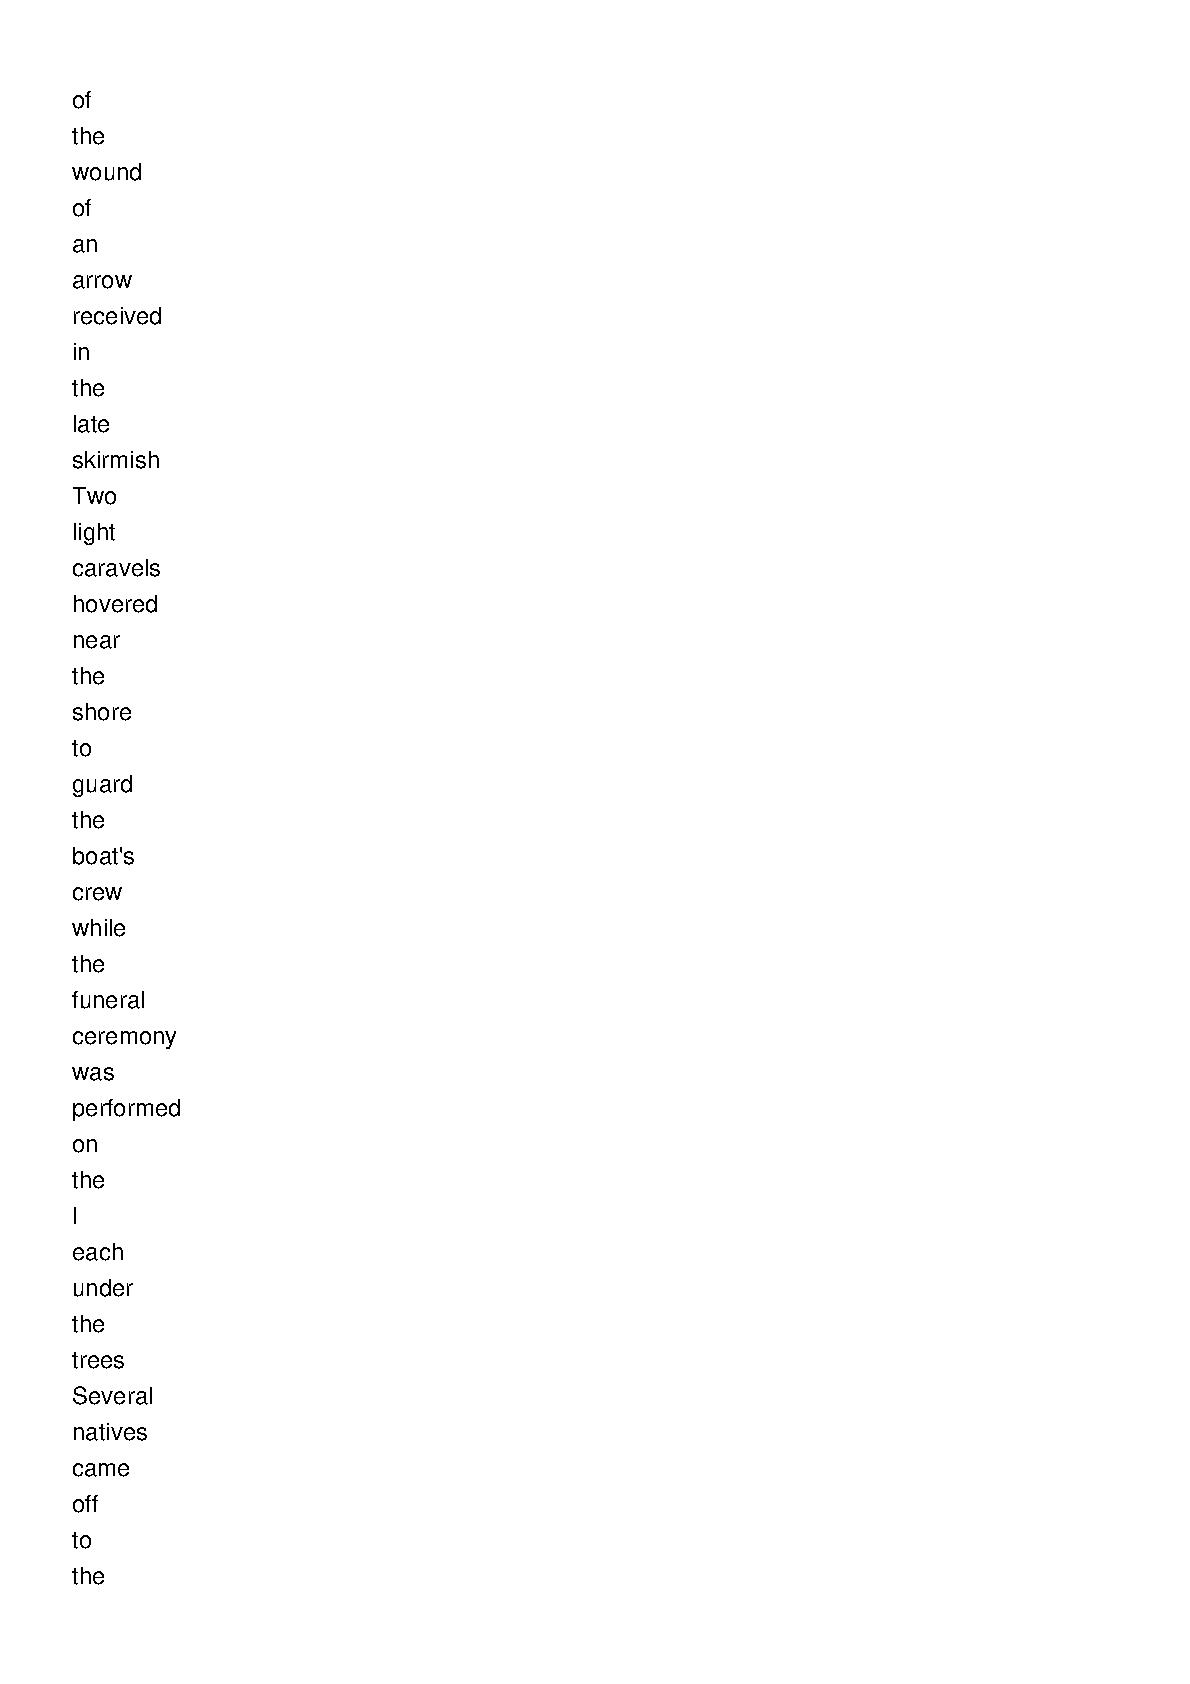 of
the
wound
of
an
arrow
received
in
the
late
skirmish
Two
light
caravels
hovered
near
the
shore
to
guard
the
boat's
crew
while
the
funeral
ceremony
was
performed
on
the
l
each
under
the
trees
Several
natives
came
off
to
the